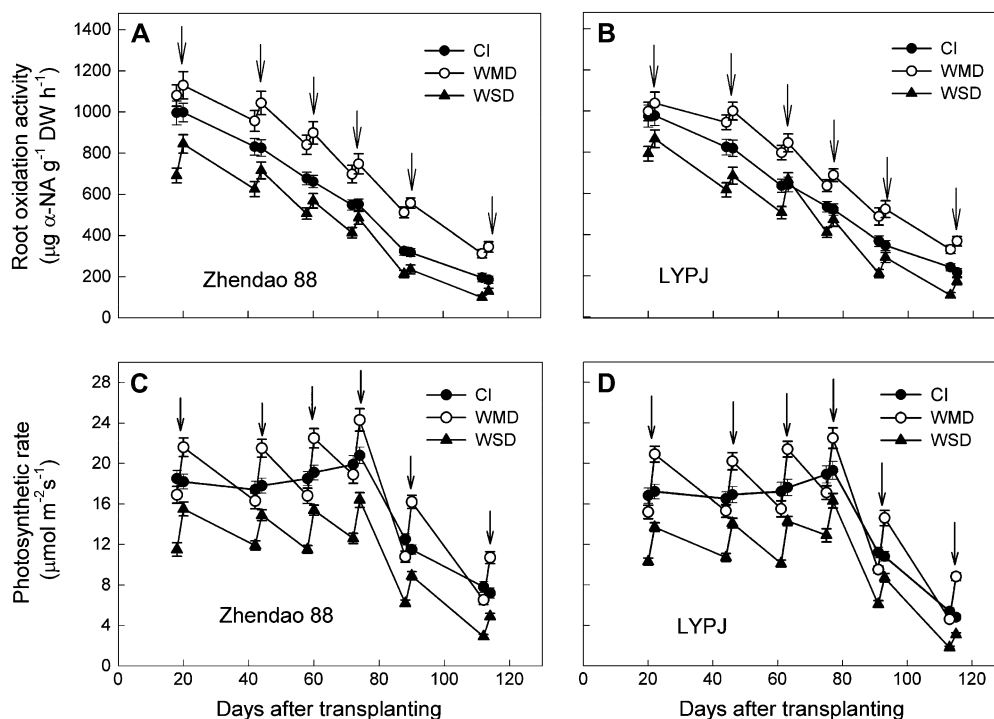 A
CI
WMD
WSD
Root oxidation activity
(μg α-NA g⁻¹ DW h⁻¹)
1400
1200
1000
800
600
400
200
0
Zhendao 88
B
CI
WMD
WSD
LYPJ
C
CI
WMD
WSD
Photosynthetic rate
(μmol m⁻² s⁻¹)
28
24
20
16
12
8
4
0
Zhendao 88
0 20 40 60 80 100 120
Days after transplanting
D
CI
WMD
WSD
LYPJ
0 20 40 60 80 100 120
Days after transplanting